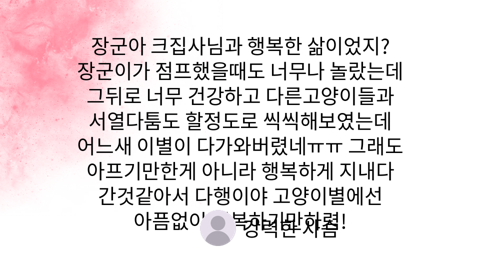 장군아 크집사님과 행복한 삶이었지?
장군이가 점프했을때도 너무나 놀랐는데
그뒤로 너무 건강하고 다른고양이들과
서열다툼도 할정도로 씩씩해보였는데
어느새 이별이 다가와버렸네ㅠㅠ 그래도
아프기만한게 아니라 행복하게 지내다
간것같아서 다행이야 고양이별에선
아픔없이 행복하기만하렴!
강력한 사슴